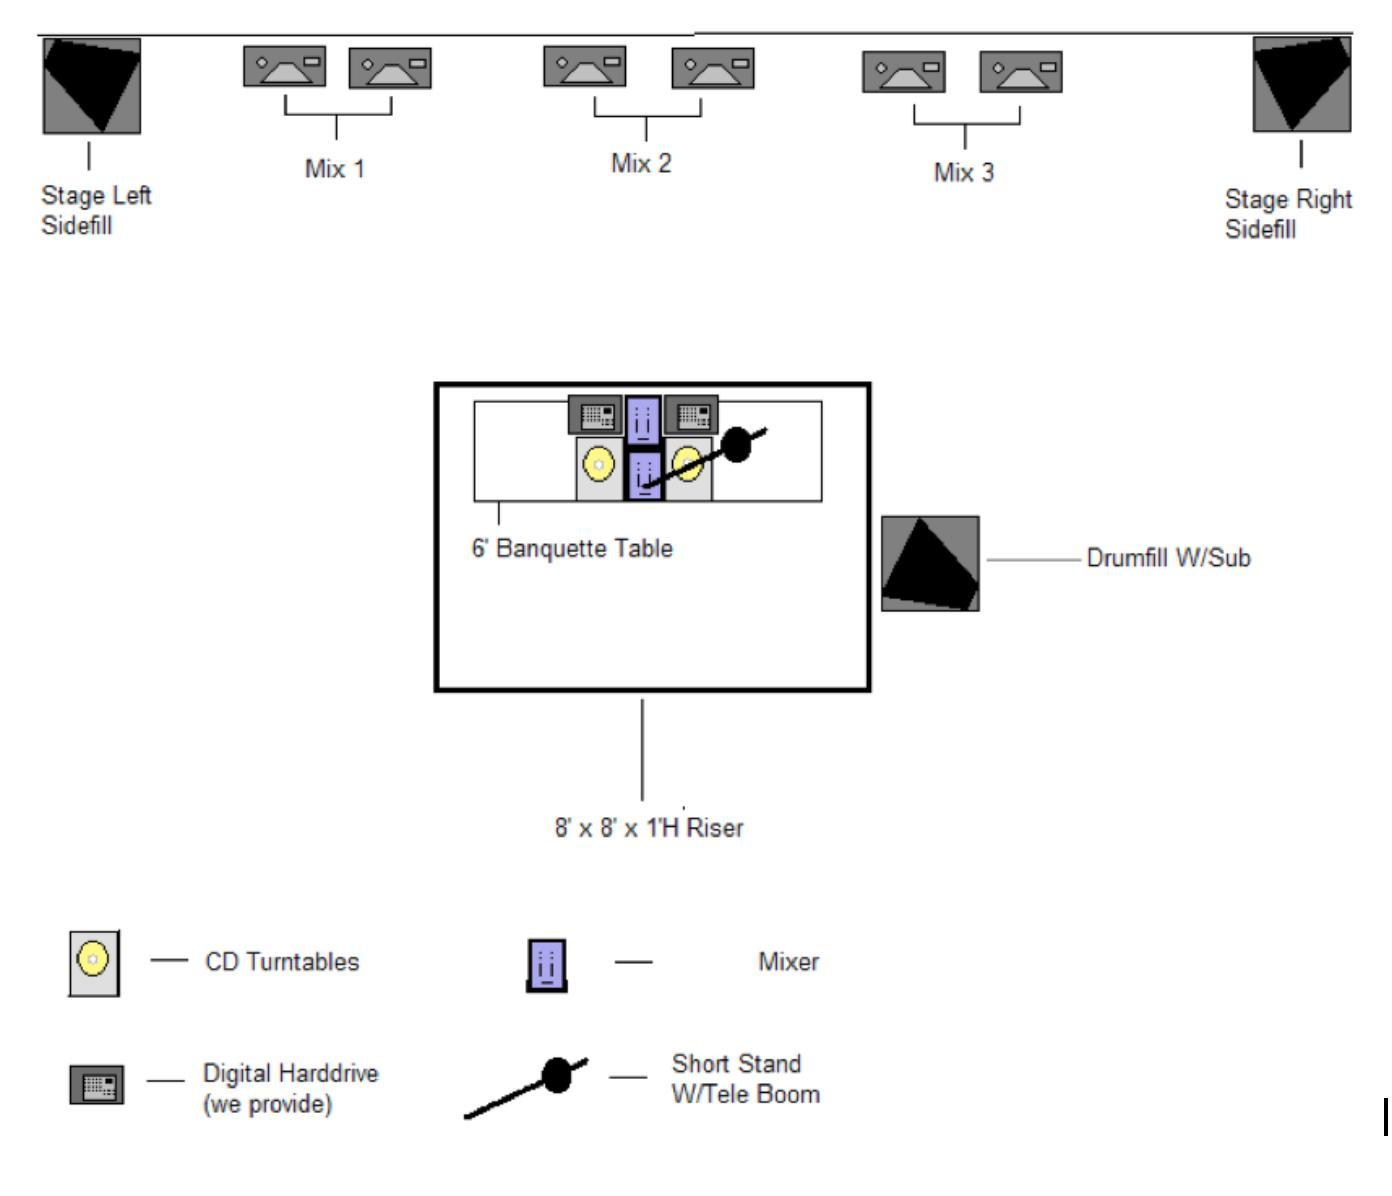 Mix 1
Mix 2
Mix 3
Stage Left
Sidefill
Stage Right
Sidefill
6' Banquette Table
Drumfill W/Sub
8' x 8' x 1'H Riser
CD Turntables
Mixer
Digital Harddrive
(we provide)
Short Stand
W/Tele Boom